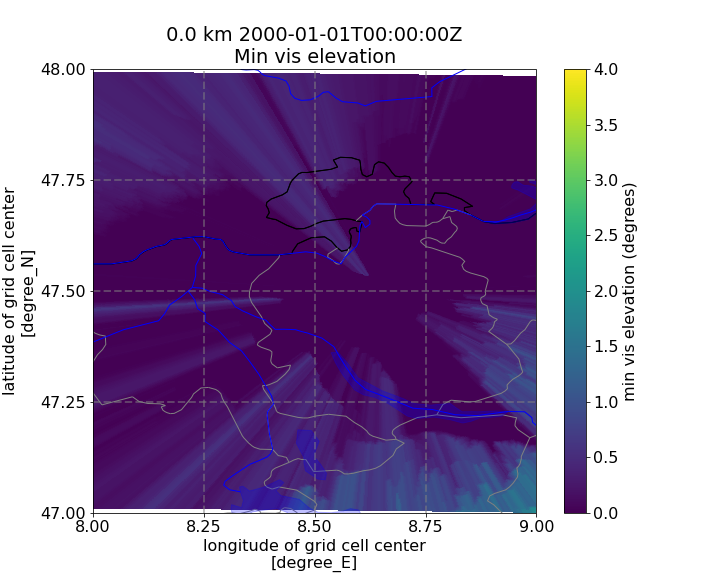 0.0 km 2000-01-01T00:00:00Z
Min vis elevation
48.00
47.75
47.50
47.25
47.00
8.00
8.25
8.50
8.75
9.00
latitude of grid cell center
[degree_N]
longitude of grid cell center
[degree_E]
4.0
3.5
3.0
2.5
2.0
1.5
1.0
0.5
0.0
min vis elevation (degrees)